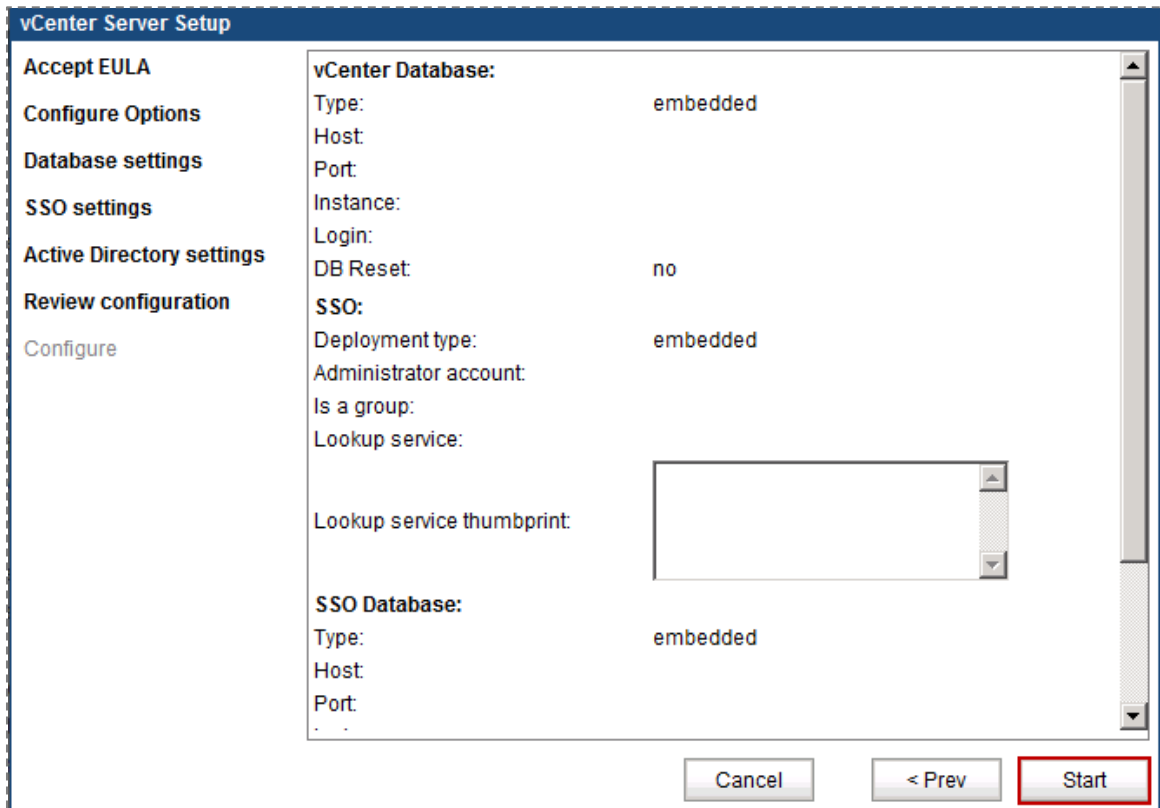 vCenter Server Setup
Accept EULA
Configure Options
Database settings
SSO settings
Active Directory settings
Review configuration
Configure
vCenter Database:
Type: embedded
Host:
Port:
Instance:
Login:
DB Reset: no
SSO:
Deployment type: embedded
Administrator account:
Is a group:
Lookup service:
Lookup service thumbprint:
SSO Database:
Type: embedded
Host:
Port:
Cancel
< Prev
Start